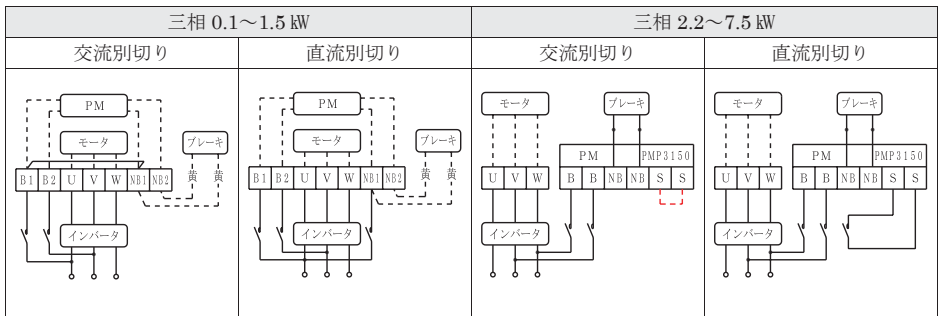 三相 0.1～1.5 ㎾
三相 2.2～7.5 ㎾
交流別切り
直流別切り
交流別切り
直流別切り
PM
モータ
ブレーキ
黄 黄
B1 B2 U V W NB1 NB2
インバータ
PM
モータ
ブレーキ
黄 黄
B1 B2 U V W NB1 NB2
インバータ
モータ
ブレーキ
PM PMP3150
U V W B B NB NB S S
インバータ
モータ
ブレーキ
PM PMP3150
U V W B B NB NB S S
インバータ